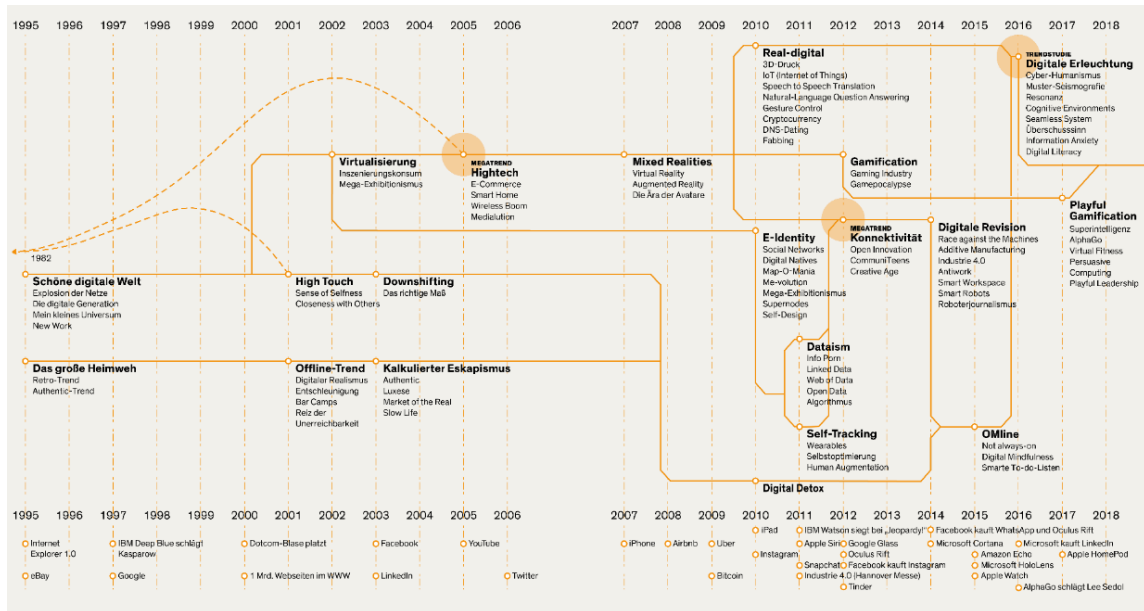 1995 1996 1997 1998 1999 2000 2001 2002 2003 2004 2005 2006 2007 2008 2009 2010 2011 2012 2013 2014 2015 2016 2017 2018
Real-digital
3D-Druck
IoT (Internet of Things)
Speech to Speech Translation
Natural-Language Question Answering
Gesture Control
Cryptocurrency
DNS-Dating
Fabbing
TRENDSTUDIE
Digitale Erleuchtung
Cyber-Humanismus
Muster-Seismografie
Resonanz
Cognitive Environments
Seamless System
Überschusssinn
Information Anxiety
Digital Literacy
Virtualisierung
Inszenierungskonsum
Mega-Exhibitionismus
MEGATREND
Hightech
E-Commerce
Smart Home
Wireless Boom
Medialution
Mixed Realities
Virtual Reality
Augmented Reality
Die Ära der Avatare
Gamification
Gaming Industry
Gamepocalypse
Playful
Gamification
Superintelligenz
AlphaGo
Virtual Fitness
Persuasive
Computing
Playful Leadership
1982
Schöne digitale Welt
Explosion der Netze
Die digitale Generation
Mein kleines Universum
New Work
High Touch
Sense of Selfness
Closeness with Others
Downshifting
Das richtige Maß
E-Identity
Social Networks
Digital Natives
Map-O-Mania
Me-volution
Mega-Exhibitionismus
Supernodes
Self-Design
MEGATREND
Konnektivität
Open Innovation
CommuniTeens
Creative Age
Digitale Revision
Race against the Machines
Additive Manufacturing
Industrie 4.0
Antiwork
Smart Workspace
Smart Robots
Roboterjournalismus
Das große Heimweh
Retro-Trend
Authentic-Trend
Offline-Trend
Digitaler Realismus
Entschleunigung
Bar Camps
Reiz der
Unerreichbarkeit
Kalkulierter Eskapismus
Authentic
Luxese
Market of the Real
Slow Life
Dataism
Info Porn
Linked Data
Web of Data
Open Data
Algorithmus
Self-Tracking
Wearables
Selbstoptimierung
Human Augmentation
OMline
Not always-on
Digital Mindfulness
Smarte To-do-Listen
Digital Detox
1995 1996 1997 1998 1999 2000 2001 2002 2003 2004 2005 2006 2007 2008 2009 2010 2011 2012 2013 2014 2015 2016 2017 2018
Internet
Explorer 1.0
eBay
IBM Deep Blue schlägt
Kasparow
Google
Dotcom-Blase platzt
1 Mrd. Webseiten im WWW
Facebook
LinkedIn
YouTube
Twitter
iPhone
Airbnb
Uber
Bitcoin
iPad
Instagram
IBM Watson siegt bei „Jeopardy!“
Apple Siri
Snapchat
Industrie 4.0 (Hannover Messe)
Google Glass
Oculus Rift
Facebook kauft Instagram
Tinder
Facebook kauft WhatsApp und Oculus Rift
Microsoft Cortana
Amazon Echo
Microsoft HoloLens
Apple Watch
Microsoft kauft LinkedIn
AlphaGo schlägt Lee Sedol
Apple HomePod